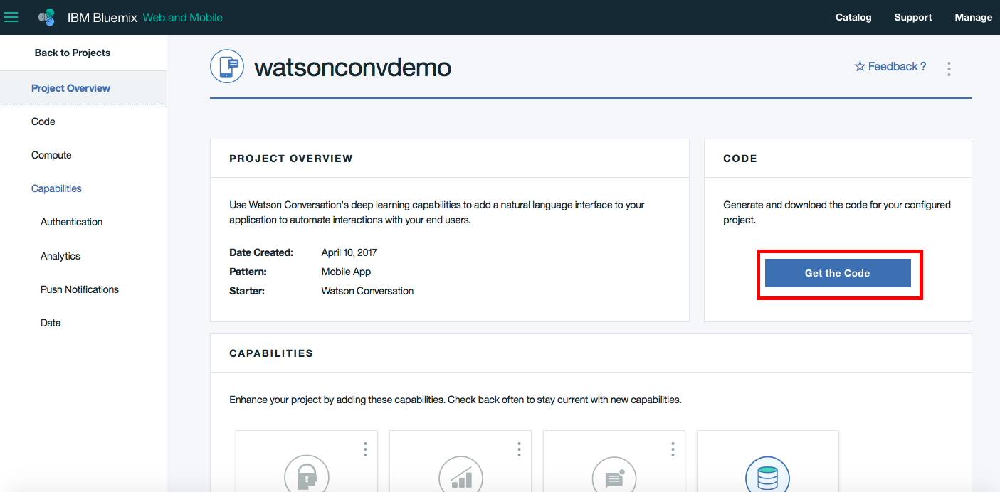 IBM Bluemix Web and Mobile
Catalog
Support
Manage
Back to Projects
Project Overview
Code
Compute
Capabilities
Authentication
Analytics
Push Notifications
Data
watsonconvdemo
Feedback ?
PROJECT OVERVIEW
Use Watson Conversation's deep learning capabilities to add a natural language interface to your
application to automate interactions with your end users.
Date Created: April 10, 2017
Pattern: Mobile App
Starter: Watson Conversation
CODE
Generate and download the code for your configured
project.
Get the Code
CAPABILITIES
Enhance your project by adding these capabilities. Check back often to stay current with new capabilities.